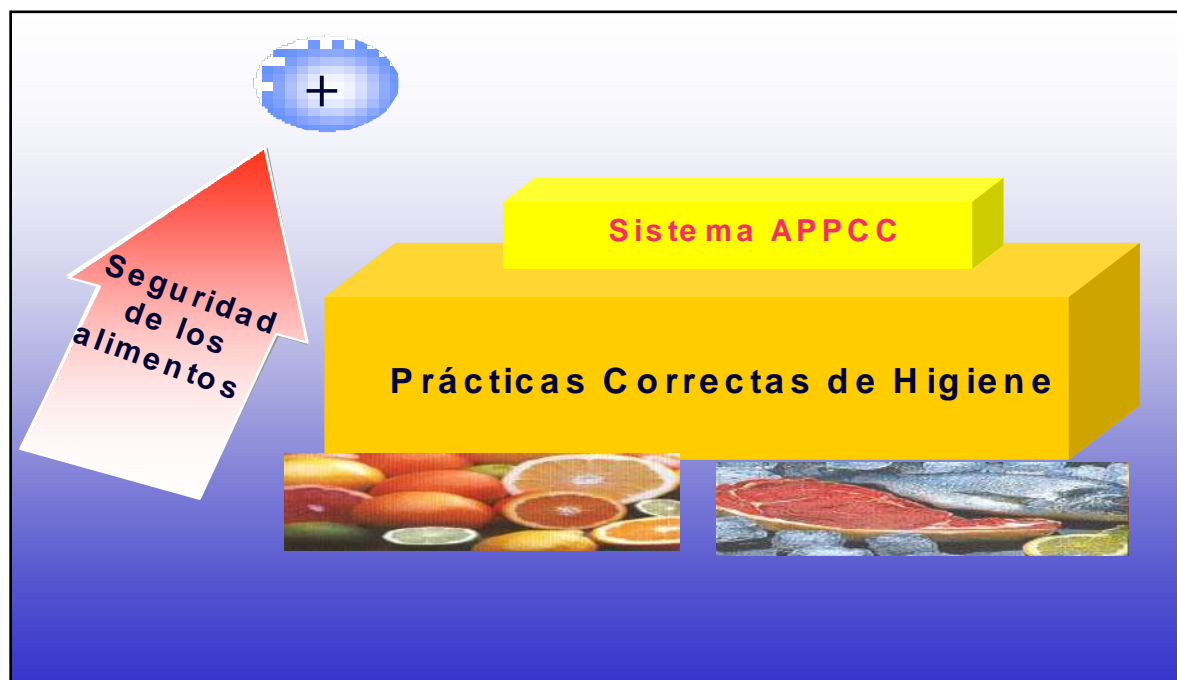 +
Sistema APPCC
Seguridad
de los
alimentos
Prácticas Correctas de Higiene